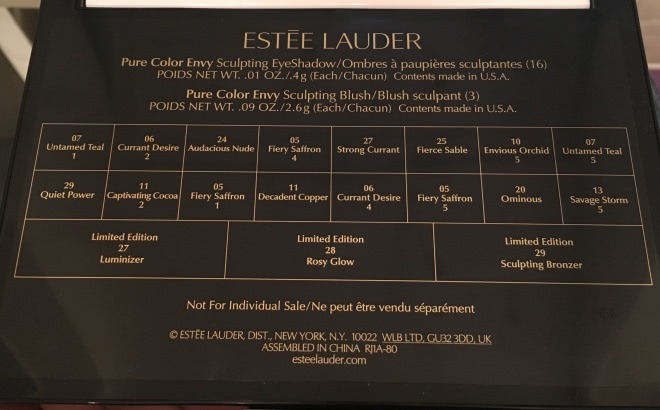 ESTĒE LAUDER
Pure Color Envy Sculpting EyeShadow/Ombres à paupières sculptantes (16)
POIDS NET WT. .01 OZ./.4g (Each/Chacun) Contents made in U.S.A.
Pure Color Envy Sculpting Blush/Blush sculpant (3)
POIDS NET WT. .09 OZ./2.6g (Each/Chacun) Contents made in U.S.A.
07
Untamed Teal
1
06
Currant Desire
2
24
Audacious Nude
05
Fiery Saffron
4
27
Strong Currant
25
Fierce Sable
10
Envious Orchid
5
07
Untamed Teal
5
29
Quiet Power
11
Captivating Cocoa
2
05
Fiery Saffron
1
11
Decadent Copper
06
Currant Desire
4
05
Fiery Saffron
5
20
Ominous
13
Savage Storm
5
Limited Edition
27
Luminizer
Limited Edition
28
Rosy Glow
Limited Edition
29
Sculpting Bronzer
Not For Individual Sale/Ne peut être vendu séparément
© ESTĒE LAUDER, DIST., NEW YORK, N.Y. 10022 WLB LTD, GU32 3DD, UK
ASSEMBLED IN CHINA RJ1A-80
esteelauder.com